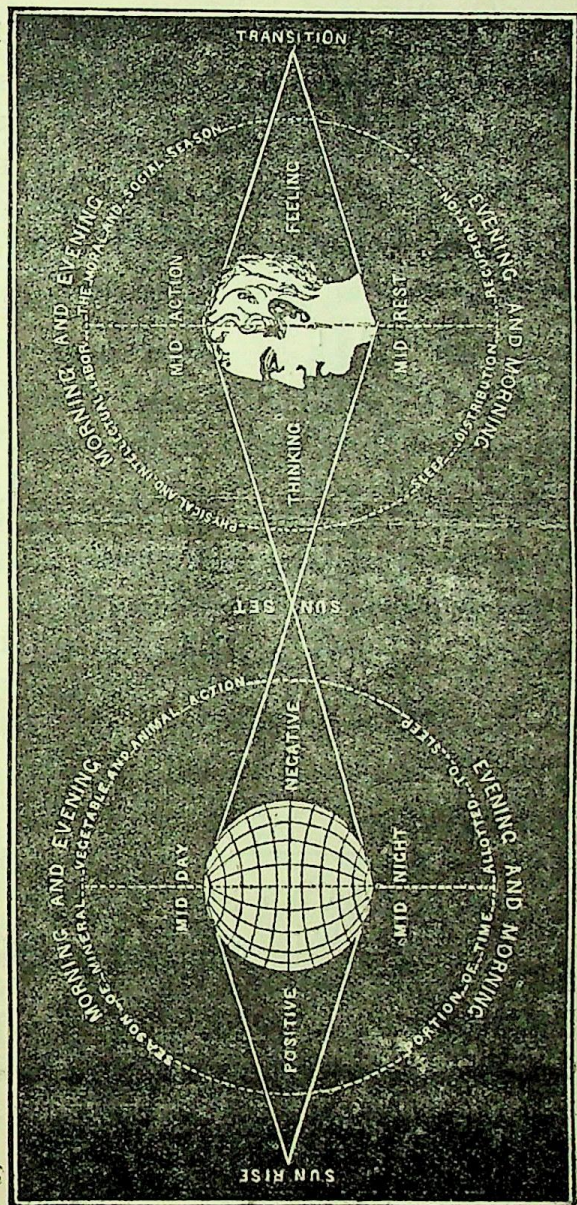 TRANSITION
MORNING AND EVENING
PHYSICAL AND INTELLECTUAL LABOR
THE MORAL AND SOCIAL SEASON
MID ACTION
THINKING
FEELING
MID REST
SLEEP
DISTRIBUTION
RECUPERATION
EVENING AND MORNING
SUN SET
MORNING AND EVENING
SEASON OF MINERAL VEGETABLE AND ANIMAL ACTION
MID DAY
POSITIVE
NEGATIVE
MID NIGHT
PORTION OF TIME ALLOTTED TO SLEEP
EVENING AND MORNING
SUN RISE